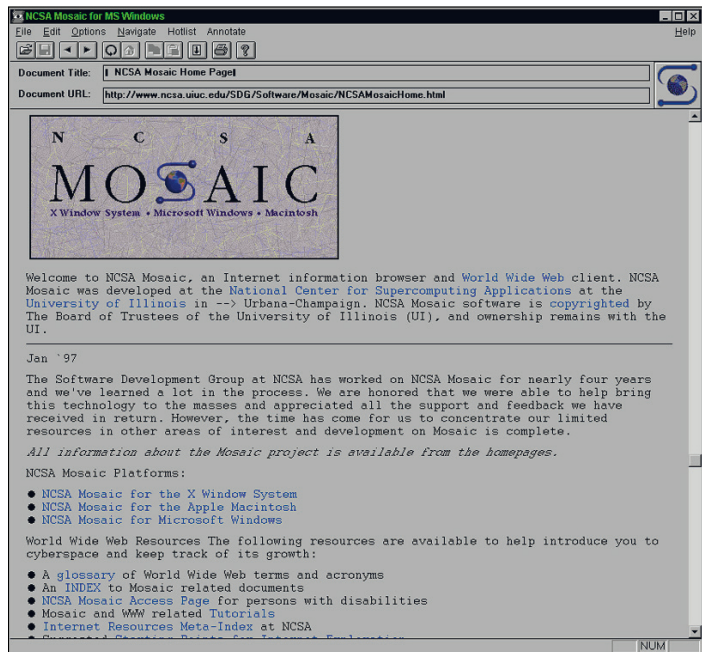 NCSA Mosaic for MS Windows
File Edit Options Navigate Hotlist Annotate Help
Document Title: NCSA Mosaic Home Page
Document URL: http://www.ncsa.uiuc.edu/SDG/Software/Mosaic/NCSAMosaicHome.html
N C S A
MOSAIC
X Window System • Microsoft Windows • Macintosh
Welcome to NCSA Mosaic, an Internet information browser and World Wide Web client. NCSA
Mosaic was developed at the National Center for Supercomputing Applications at the
University of Illinois in --> Urbana-Champaign. NCSA Mosaic software is copyrighted by
The Board of Trustees of the University of Illinois (UI), and ownership remains with the
UI.
Jan `97
The Software Development Group at NCSA has worked on NCSA Mosaic for nearly four years
and we've learned a lot in the process. We are honored that we were able to help bring
this technology to the masses and appreciated all the support and feedback we have
received in return. However, the time has come for us to concentrate our limited
resources in other areas of interest and development on Mosaic is complete.
All information about the Mosaic project is available from the homepages.
NCSA Mosaic Platforms:
● NCSA Mosaic for the X Window System
● NCSA Mosaic for the Apple Macintosh
● NCSA Mosaic for Microsoft Windows
World Wide Web Resources The following resources are available to help introduce you to
cyberspace and keep track of its growth:
● A glossary of World Wide Web terms and acronyms
● An INDEX to Mosaic related documents
● NCSA Mosaic Access Page for persons with disabilities
● Mosaic and WWW related Tutorials
● Internet Resources Meta-Index at NCSA
● Suggested Starting Points for Internet Exploration
NUM